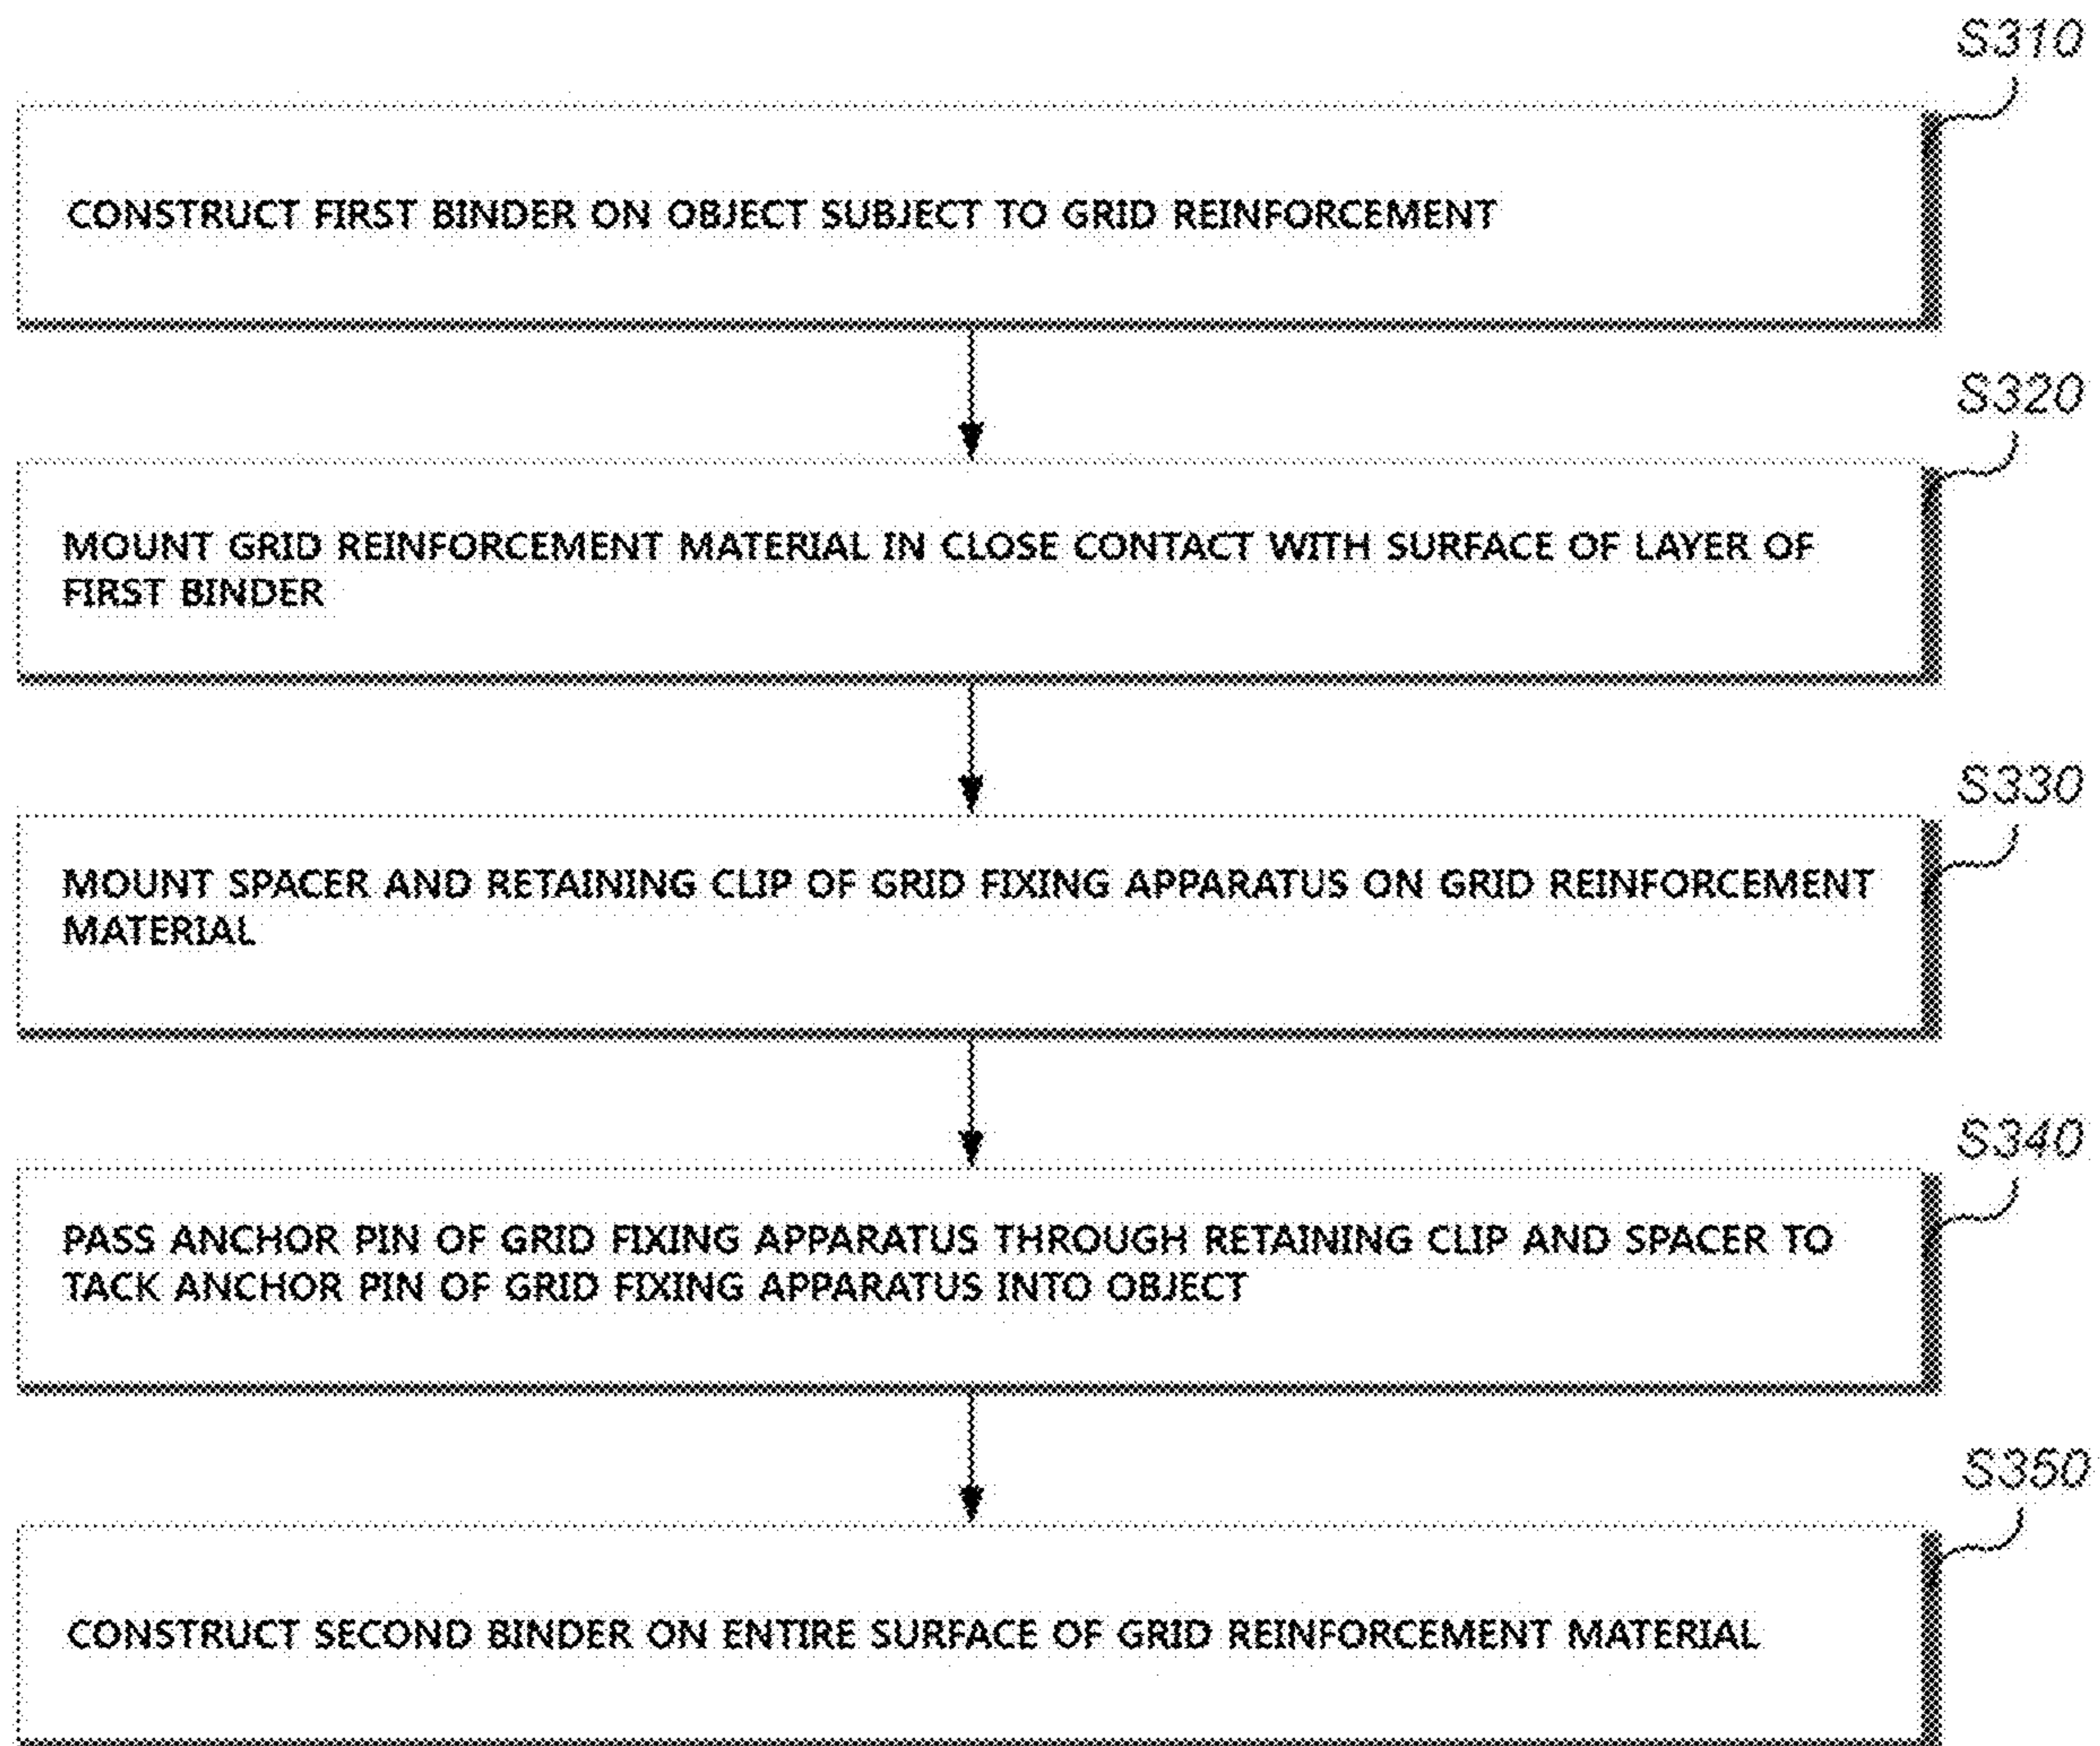 S310
CONSTRUCT FIRST BINDER ON OBJECT SUBJECT TO GRID REINFORCEMENT
S320
MOUNT GRID REINFORCEMENT MATERIAL IN CLOSE CONTACT WITH SURFACE OF LAYER OF
FIRST BINDER
S330
MOUNT SPACER AND RETAINING CLIP OF GRID FIXING APPARATUS ON GRID REINFORCEMENT
MATERIAL
S340
PASS ANCHOR PIN OF GRID FIXING APPARATUS THROUGH RETAINING CLIP AND SPACER TO
TACK ANCHOR PIN OF GRID FIXING APPARATUS INTO OBJECT
S350
CONSTRUCT SECOND BINDER ON ENTIRE SURFACE OF GRID REINFORCEMENT MATERIAL